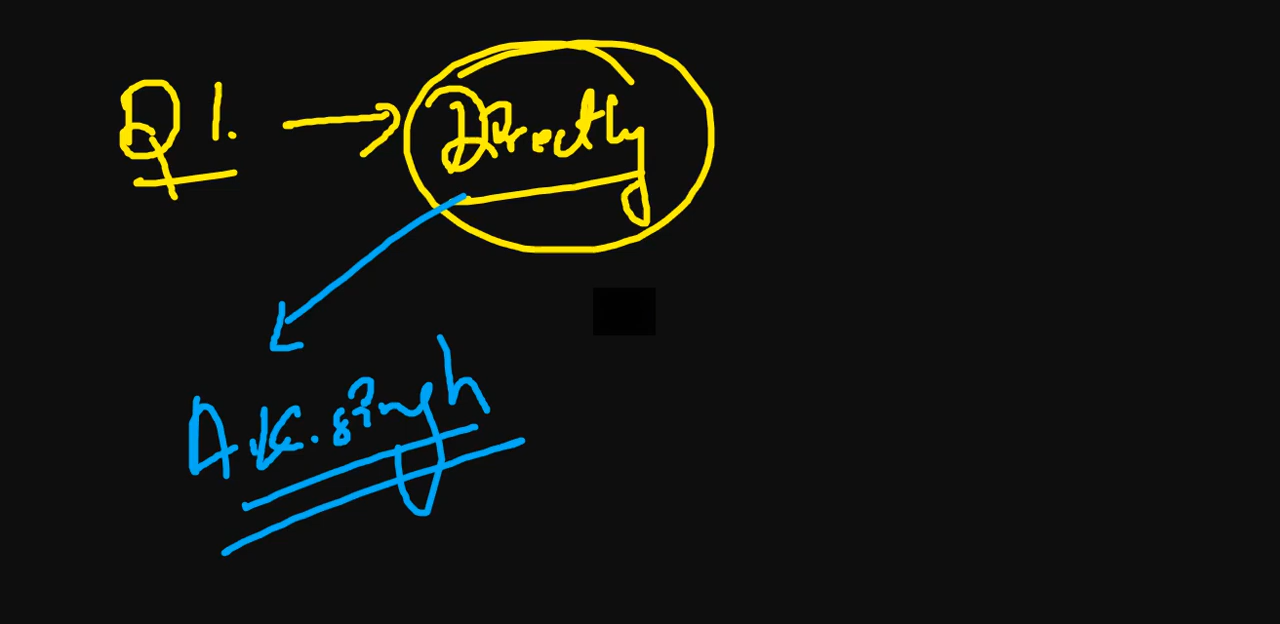 Q1. → Directly
A.K. singh